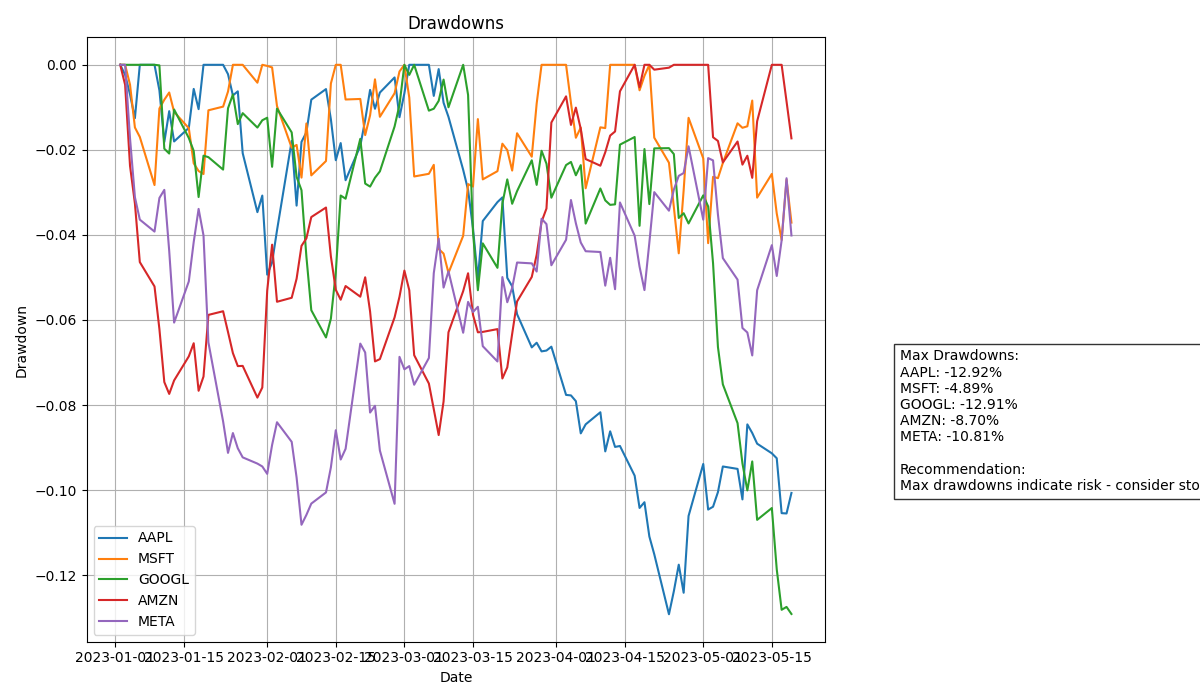 Drawdowns
Drawdown
0.00
−0.02
−0.04
−0.06
−0.08
−0.10
−0.12
AAPL
MSFT
GOOGL
AMZN
META
2023-01-01
2023-01-15
2023-02-01
2023-02-15
2023-03-01
2023-03-15
2023-04-01
2023-04-15
2023-05-01
2023-05-15
Date
Max Drawdowns:
AAPL: -12.92%
MSFT: -4.89%
GOOGL: -12.91%
AMZN: -8.70%
META: -10.81%
Recommendation:
Max drawdowns indicate risk - consider sto